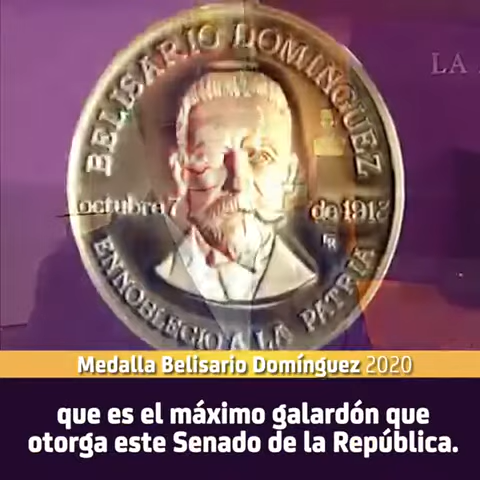 BELISARIO DOMÍNGUEZ
LA
octubre 7 de 1913
ENNOBLECIO A LA PATRIA
Medalla Belisario Domínguez 2020
que es el máximo galardón que
otorga este Senado de la República.